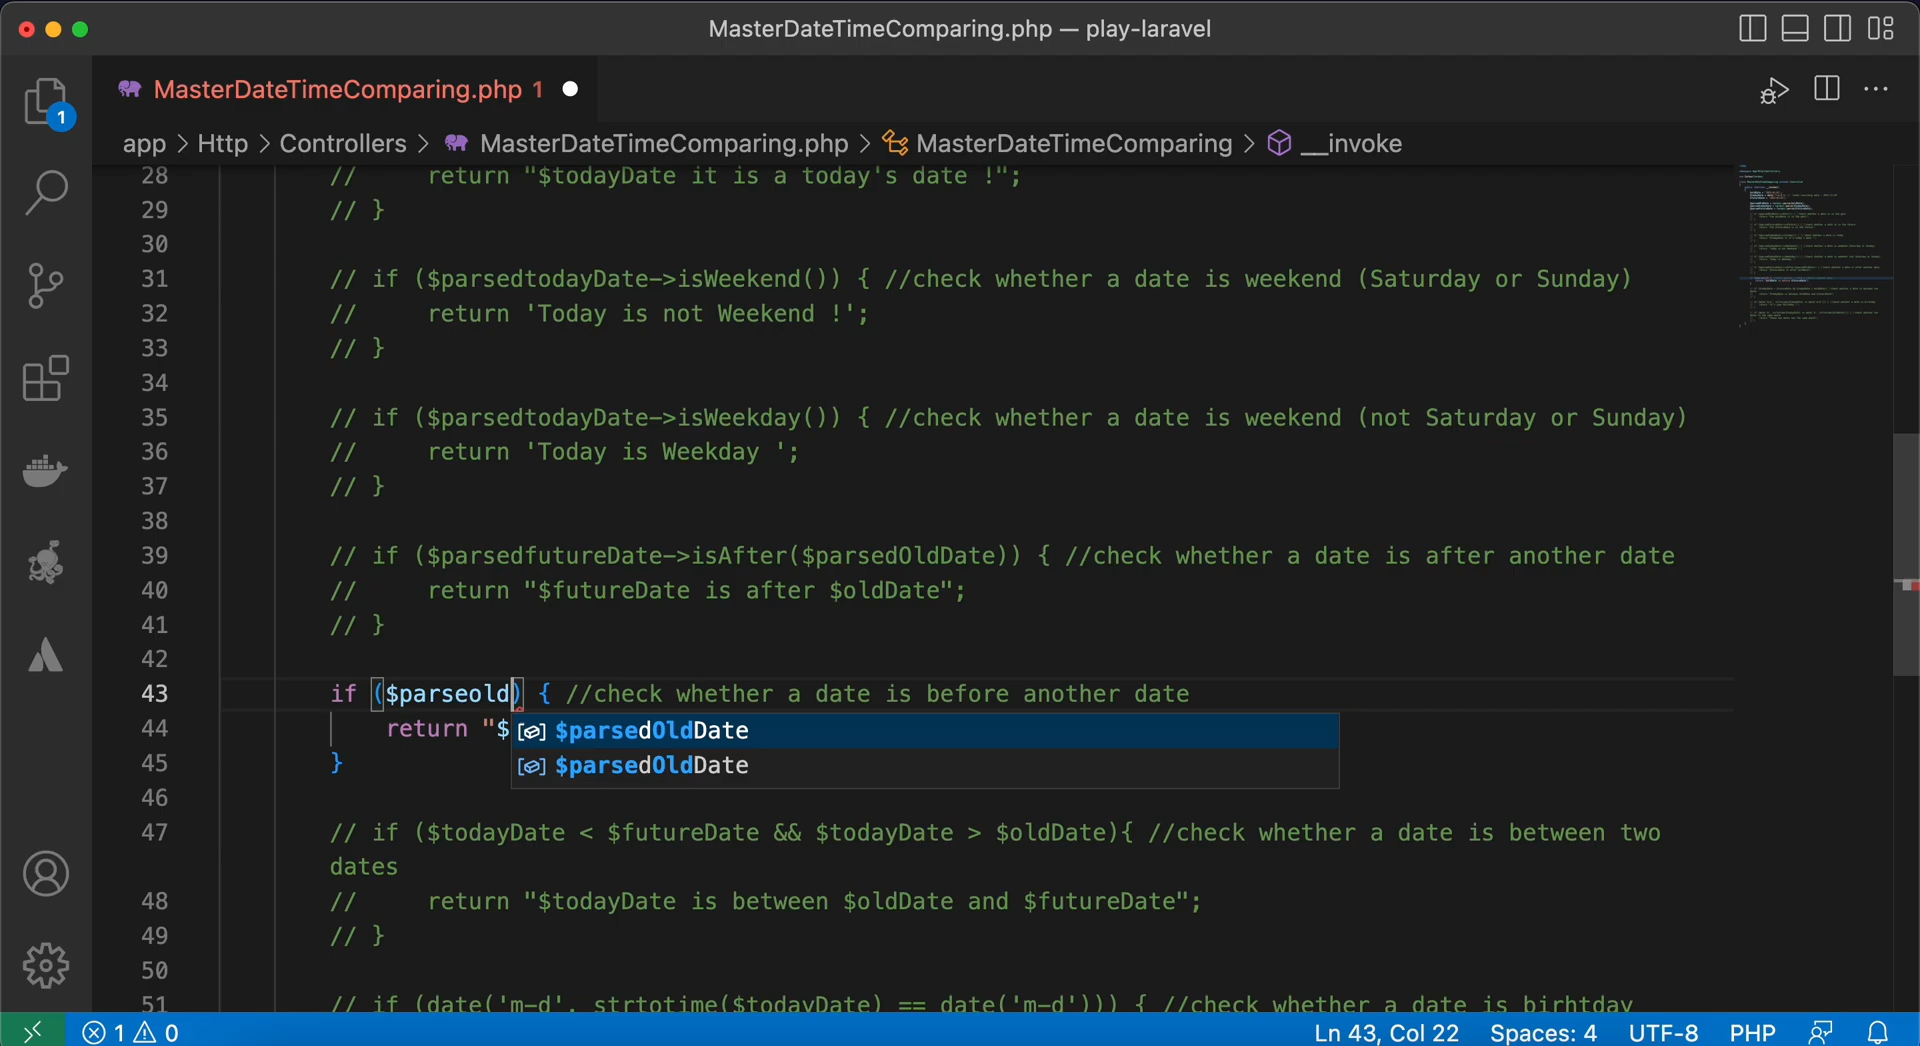 MasterDateTimeComparing.php — play-laravel
MasterDateTimeComparing.php 1
app > Http > Controllers > MasterDateTimeComparing.php > MasterDateTimeComparing > __invoke
28 // return "$todayDate it is a today's date !";
29 // }
30
31 // if ($parsedtodayDate->isWeekend()) { //check whether a date is weekend (Saturday or Sunday)
32 // return 'Today is not Weekend !';
33 // }
34
35 // if ($parsedtodayDate->isWeekday()) { //check whether a date is weekend (not Saturday or Sunday)
36 // return 'Today is Weekday ';
37 // }
38
39 // if ($parsedfutureDate->isAfter($parsedOldDate)) { //check whether a date is after another date
40 // return "$futureDate is after $oldDate";
41 // }
42
43 if ($parseold) { //check whether a date is before another date
44 return "$
$parsedOldDate
45 }
$parsedOldDate
46
47 // if ($todayDate < $futureDate && $todayDate > $oldDate){ //check whether a date is between two
dates
48 // return "$todayDate is between $oldDate and $futureDate";
49 // }
50
51 // if (date('m-d', strtotime($todayDate) == date('m-d'))) { //check whether a date is birhtday
1
1 0
Ln 43, Col 22 Spaces: 4 UTF-8 PHP